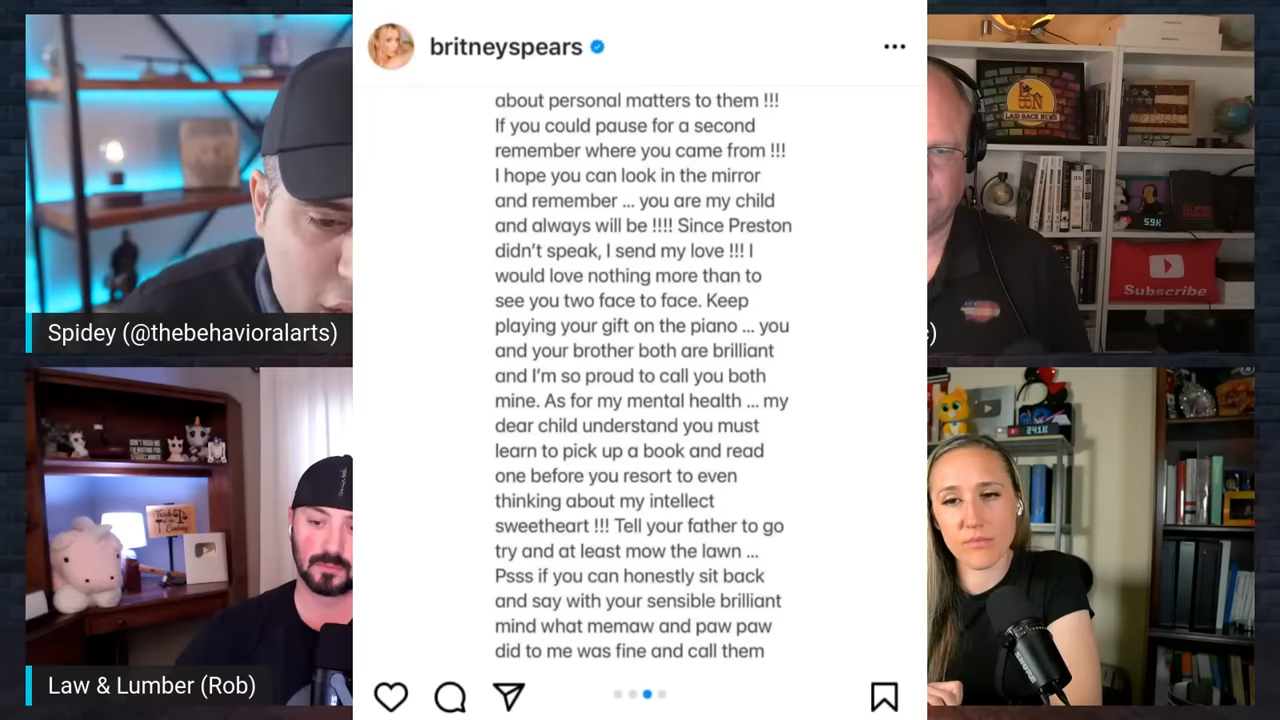 britneyspears
about personal matters to them !!!
If you could pause for a second
remember where you came from !!!
I hope you can look in the mirror
and remember ... you are my child
and always will be !!!! Since Preston
didn't speak, I send my love !!! I
would love nothing more than to
see you two face to face. Keep
playing your gift on the piano ... you
and your brother both are brilliant
and I'm so proud to call you both
mine. As for my mental health ... my
dear child understand you must
learn to pick up a book and read
one before you resort to even
thinking about my intellect
sweetheart !!! Tell your father to go
try and at least mow the lawn ...
Psss if you can honestly sit back
and say with your sensible brilliant
mind what memaw and paw paw
did to me was fine and call them
Spidey (@thebehavioralarts)
Law & Lumber (Rob)
)
LAID BACK NERD
59K
Subscribe
241K